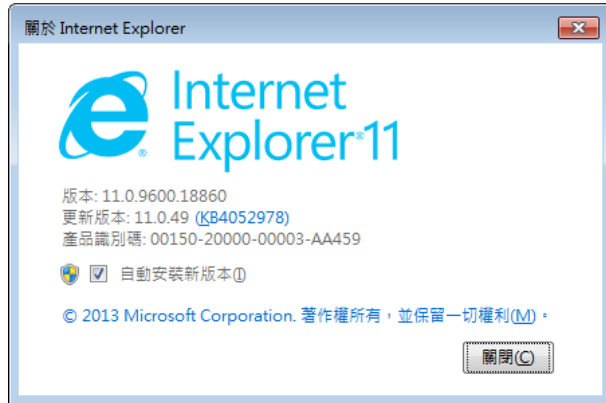 關於 Internet Explorer
Internet
Explorer®11
版本: 11.0.9600.18860
更新版本: 11.0.49 (KB4052978)
產品識別碼: 00150-20000-00003-AA459
自動安裝新版本(I)
© 2013 Microsoft Corporation. 著作權所有，並保留一切權利(M)。
關閉(C)